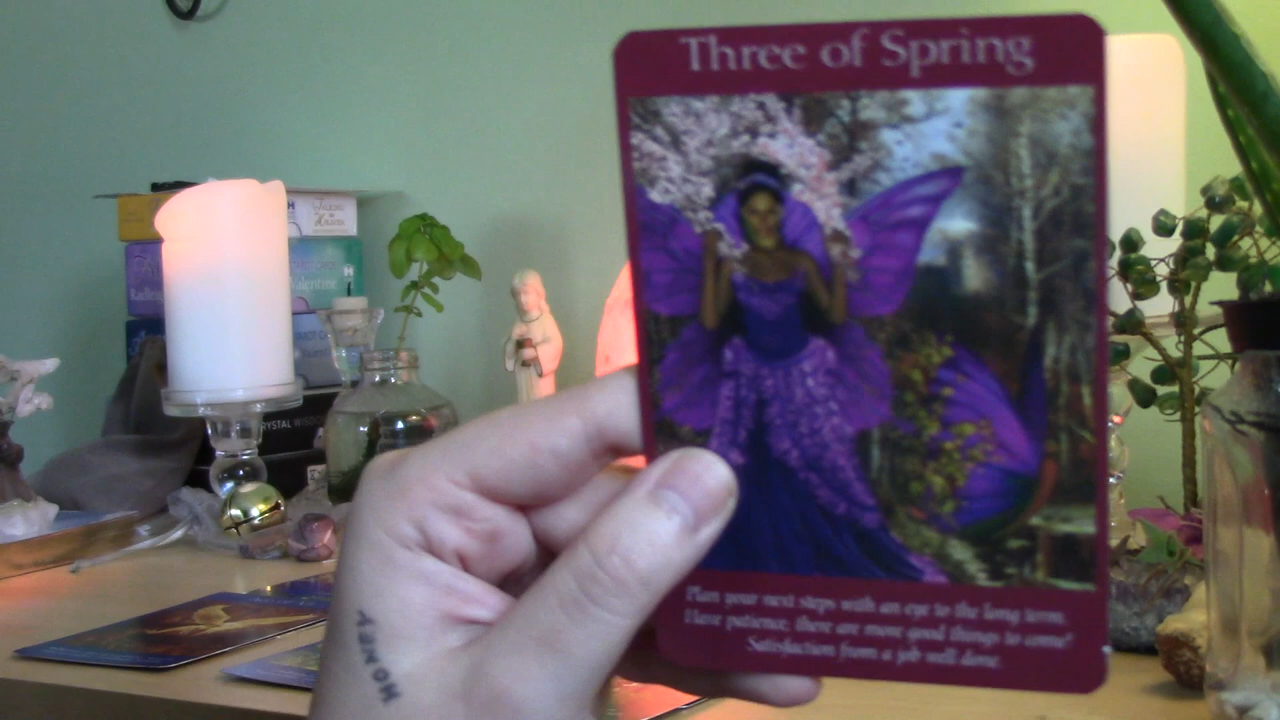 Three of Spring
Plan your next steps with an eye to the long term.
Have patience, there are more good things to come!
Satisfaction from a job well done.
HONEY
Valentine